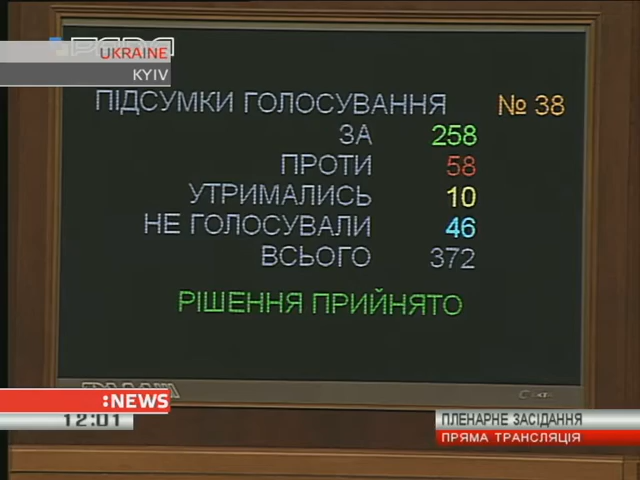 РАДА
UKRAINE
KYIV
ПІДСУМКИ ГОЛОСУВАННЯ № 38
ЗА 258
ПРОТИ 58
УТРИМАЛИСЬ 10
НЕ ГОЛОСУВАЛИ 46
ВСЬОГО 372
РІШЕННЯ ПРИЙНЯТО
:NEWS
12:01
ПЛЕНАРНЕ ЗАСІДАННЯ
ПРЯМА ТРАНСЛЯЦІЯ